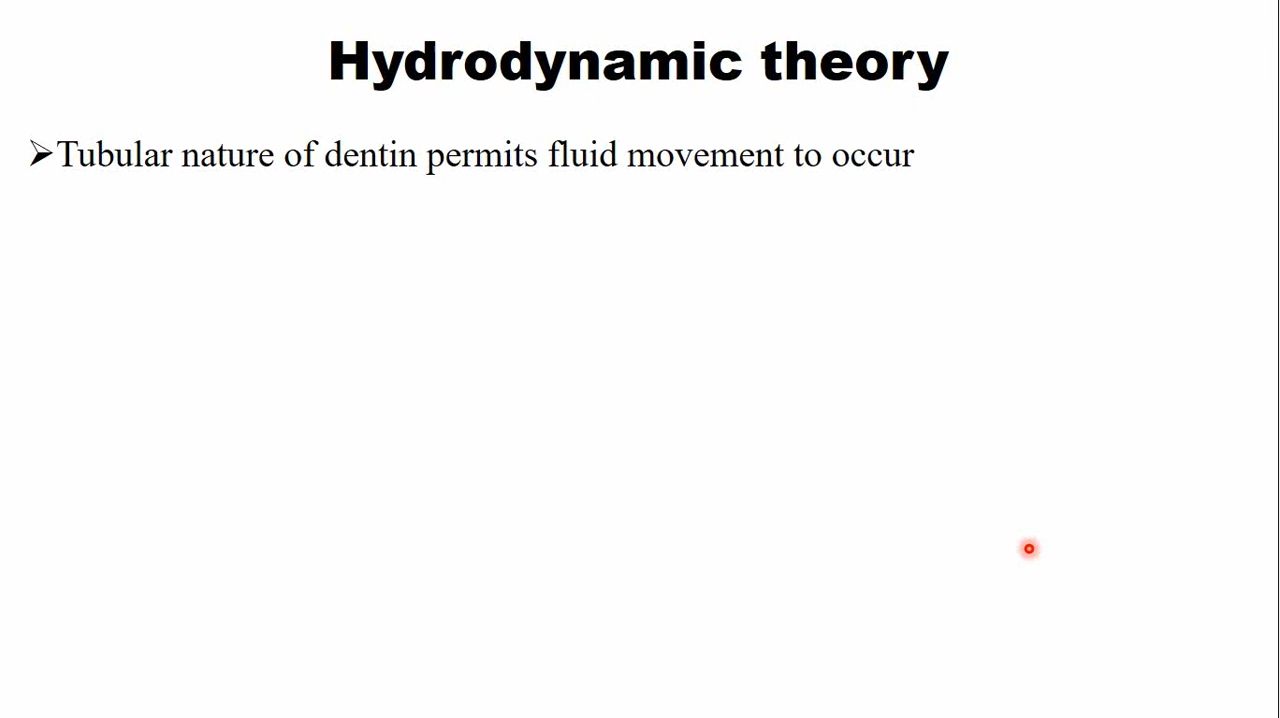 Hydrodynamic theory
➢Tubular nature of dentin permits fluid movement to occur